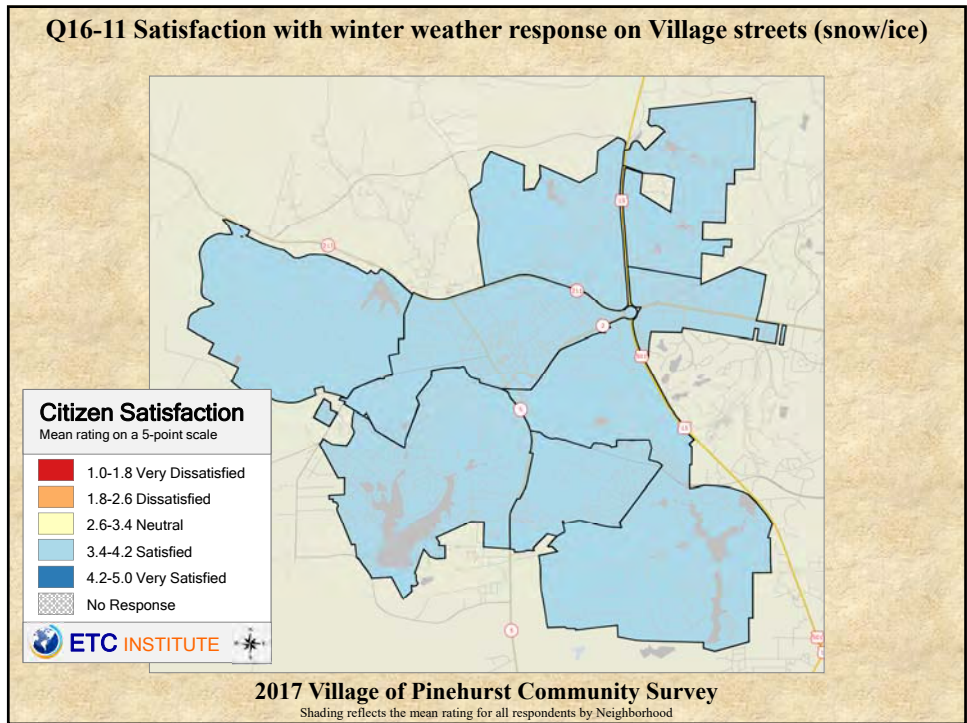 Q16-11 Satisfaction with winter weather response on Village streets (snow/ice)
Citizen Satisfaction
Mean rating on a 5-point scale
1.0-1.8 Very Dissatisfied
1.8-2.6 Dissatisfied
2.6-3.4 Neutral
3.4-4.2 Satisfied
4.2-5.0 Very Satisfied
No Response
ETC INSTITUTE
2017 Village of Pinehurst Community Survey
Shading reflects the mean rating for all respondents by Neighborhood